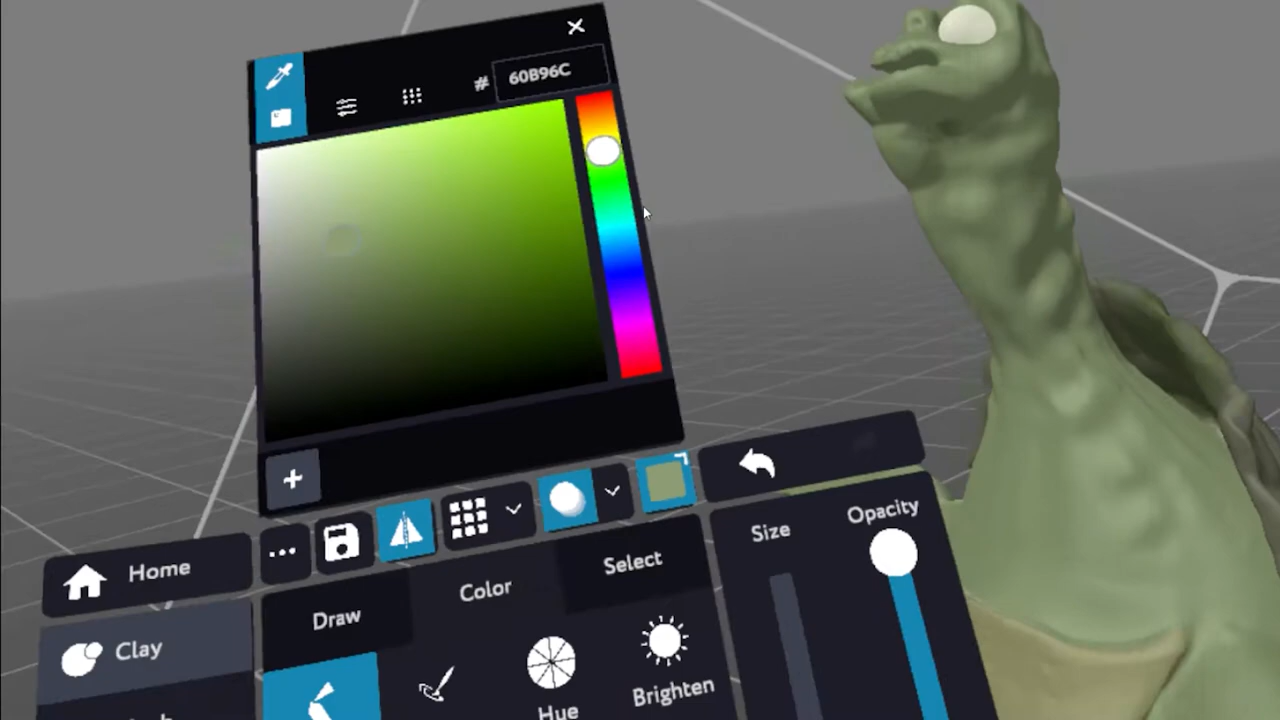 # 60B96C
Home
Clay
Draw
Color
Select
Hue
Brighten
Size
Opacity